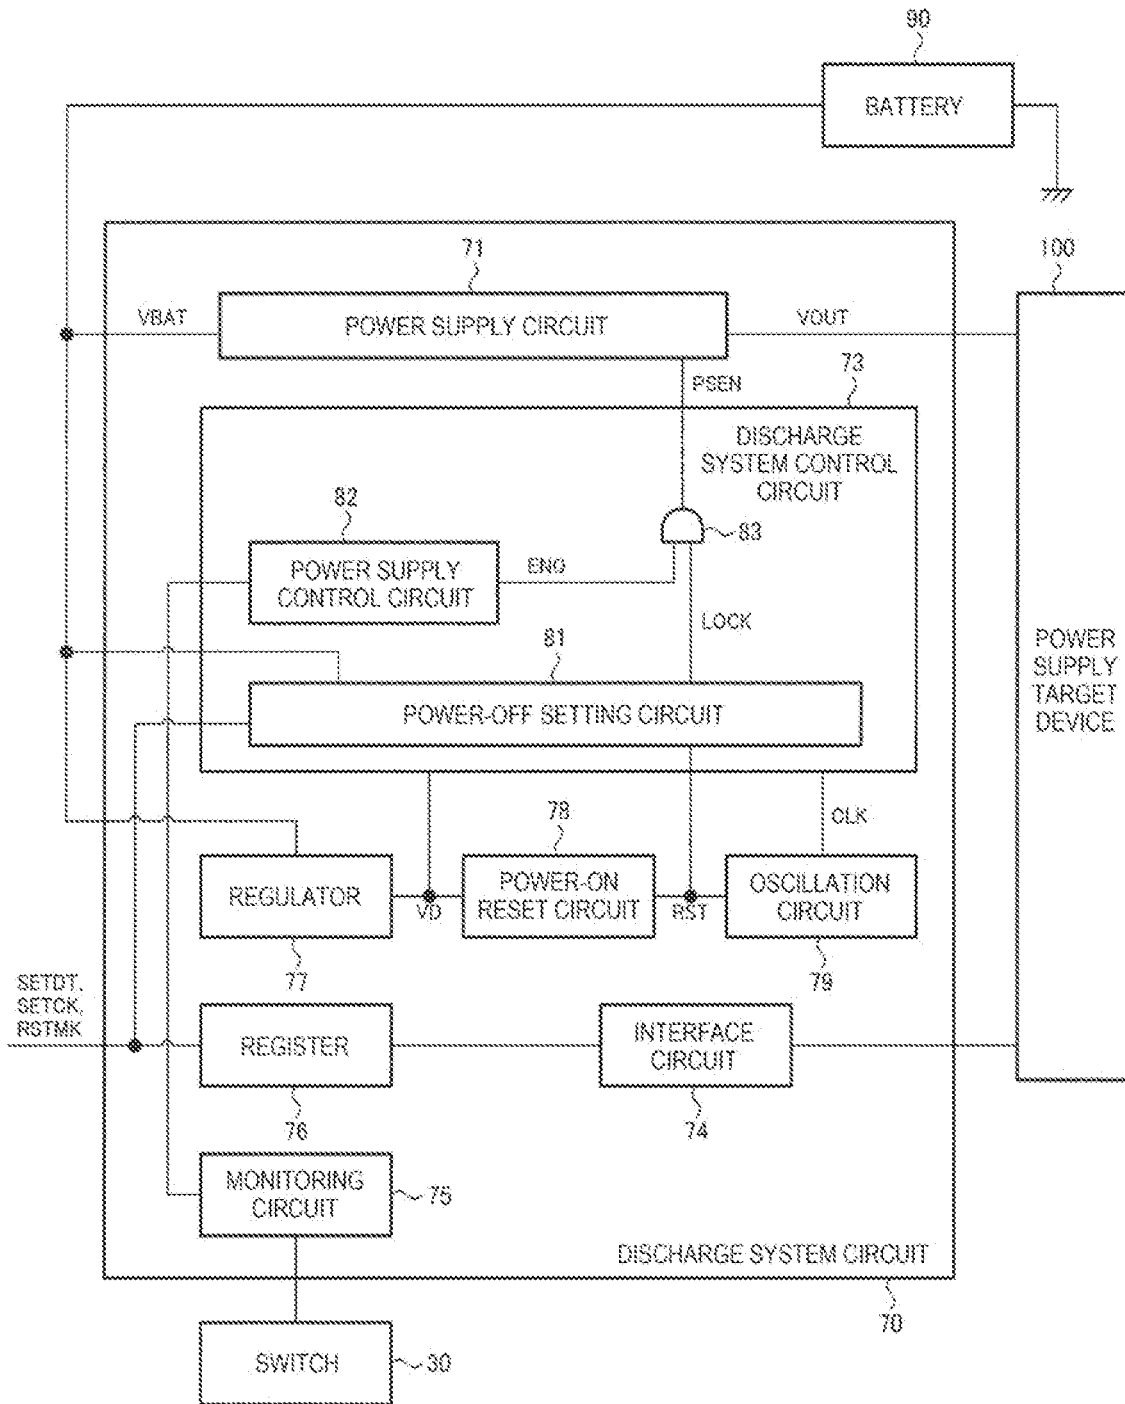 90
BATTERY
71
100
VBAT
POWER SUPPLY CIRCUIT
VOUT
PSEN
73
DISCHARGE
SYSTEM CONTROL
CIRCUIT
82
83
POWER SUPPLY
CONTROL CIRCUIT
ENO
LOCK
81
POWER-OFF SETTING CIRCUIT
POWER
SUPPLY
TARGET
DEVICE
78
CLK
REGULATOR
VD
POWER-ON
RESET CIRCUIT
RST
OSCILLATION
CIRCUIT
77
79
SETDT,
SETCK,
RSTMK
REGISTER
INTERFACE
CIRCUIT
76
74
MONITORING
CIRCUIT
75
DISCHARGE SYSTEM CIRCUIT
70
SWITCH
30